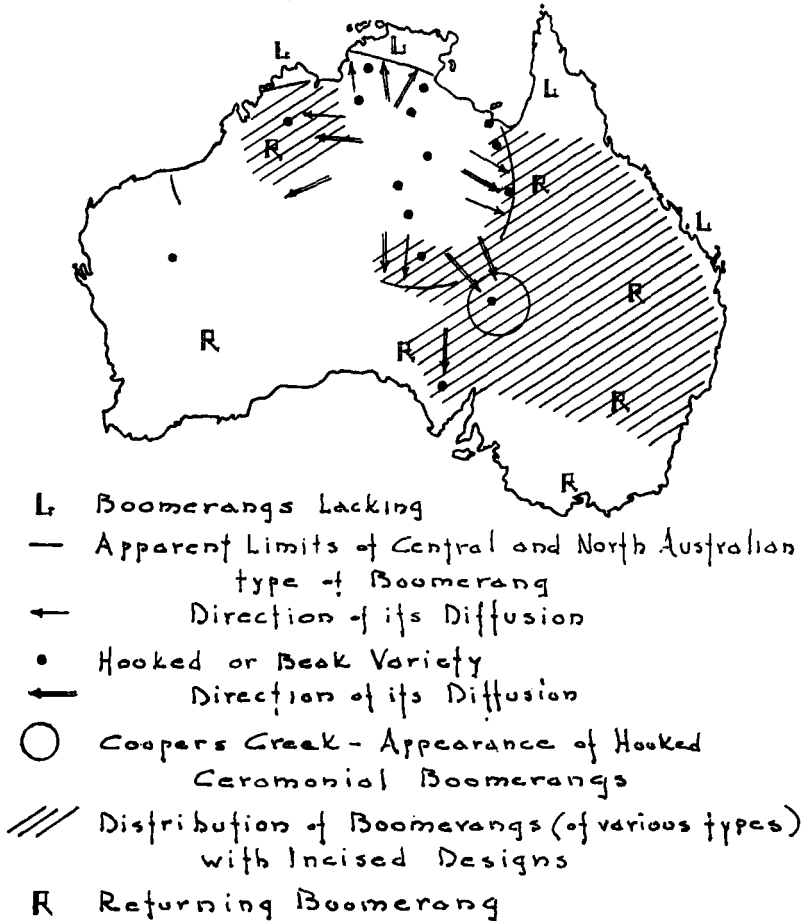 L
L
L
R
R
L
R
R
R
R
R
L Boomerangs Lacking
Apparent Limits of Central and North Australian
type of Boomerang
Direction of its Diffusion
Hooked or Beak Variety
Direction of its Diffusion
Coopers Creek - Appearance of Hooked
Ceremonial Boomerangs
Distribution of Boomerangs (of various types)
with Incised Designs
R Returning Boomerang